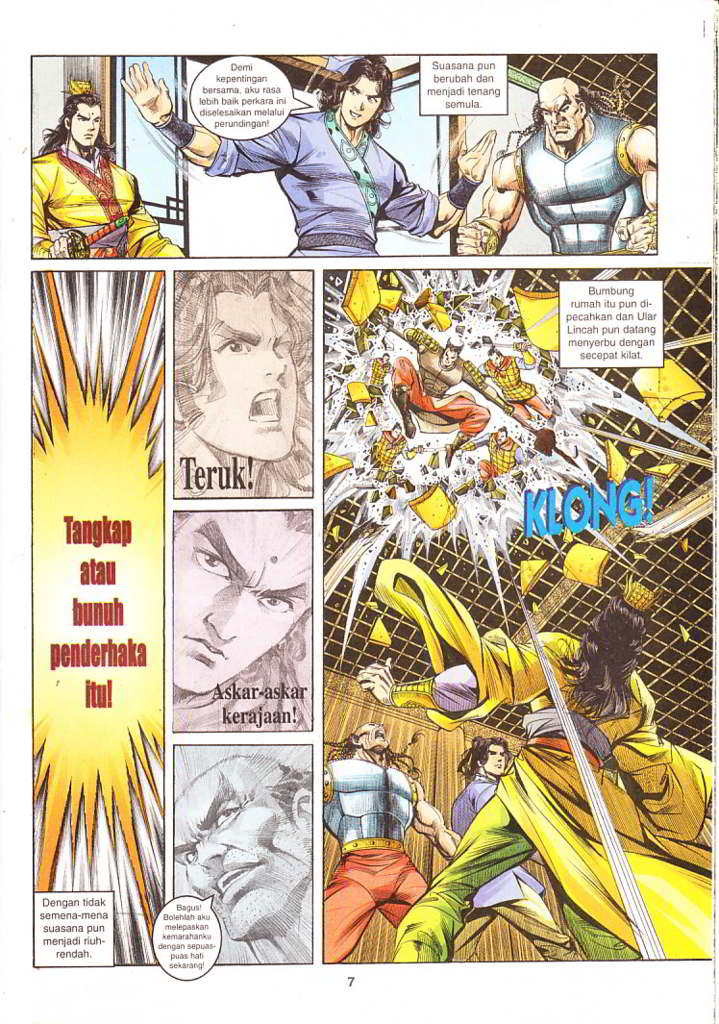 Demi
kepentingan
bersama, aku rasa
lebih baik perkara ini
diselesaikan melalui
perundingan!
Suasana pun
berubah dan
menjadi tenang
semula.
Tangkap
atau
bunuh
penderhaka
itu!
Dengan tidak
semena-mena
suasana pun
menjadi riuh-
rendah.
Teruk!
Askar-askar
kerajaan!
Bagus!
Bolehlah aku
melepaskan
kemarahanku
dengan sepuas-
puas hati
sekarang!
Bumbung
rumah itu pun di-
pecahkan dan Ular
Lincah pun datang
menyerbu dengan
secepat kilat.
KLONG!
7